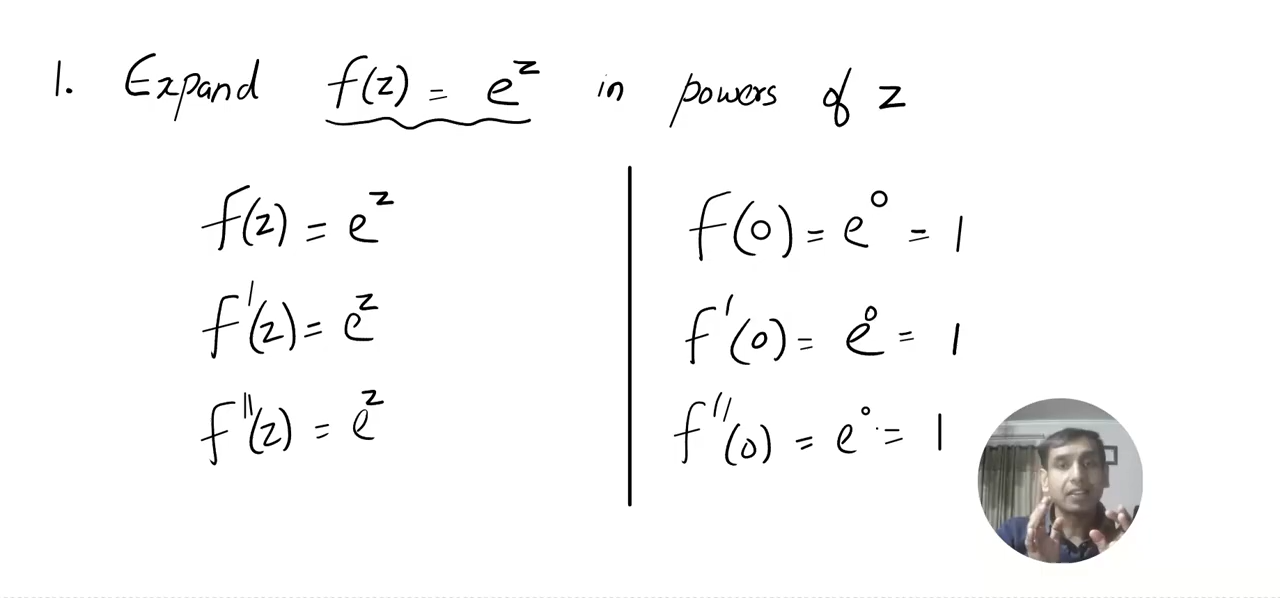 1. Expand f(z) = e^z in powers of z
f(z) = e^z
f'(z) = e^z
f''(z) = e^z
f(0) = e^0 = 1
f'(0) = e^0 = 1
f''(0) = e^0 = 1